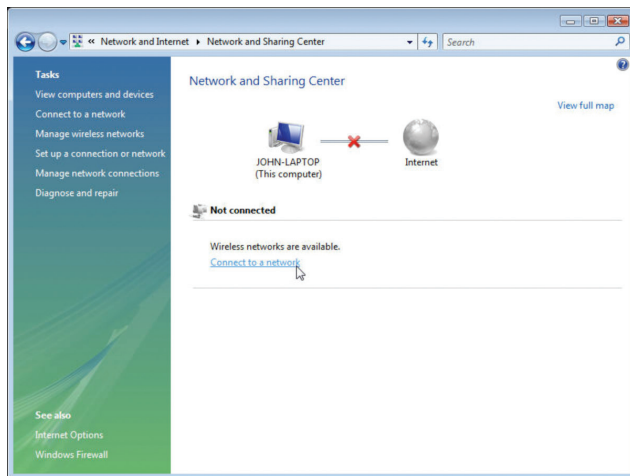 « Network and Internet ▸ Network and Sharing Center
Search
Tasks
View computers and devices
Connect to a network
Manage wireless networks
Set up a connection or network
Manage network connections
Diagnose and repair
See also
Internet Options
Windows Firewall
Network and Sharing Center
View full map
JOHN-LAPTOP
(This computer)
Internet
Not connected
Wireless networks are available.
Connect to a network